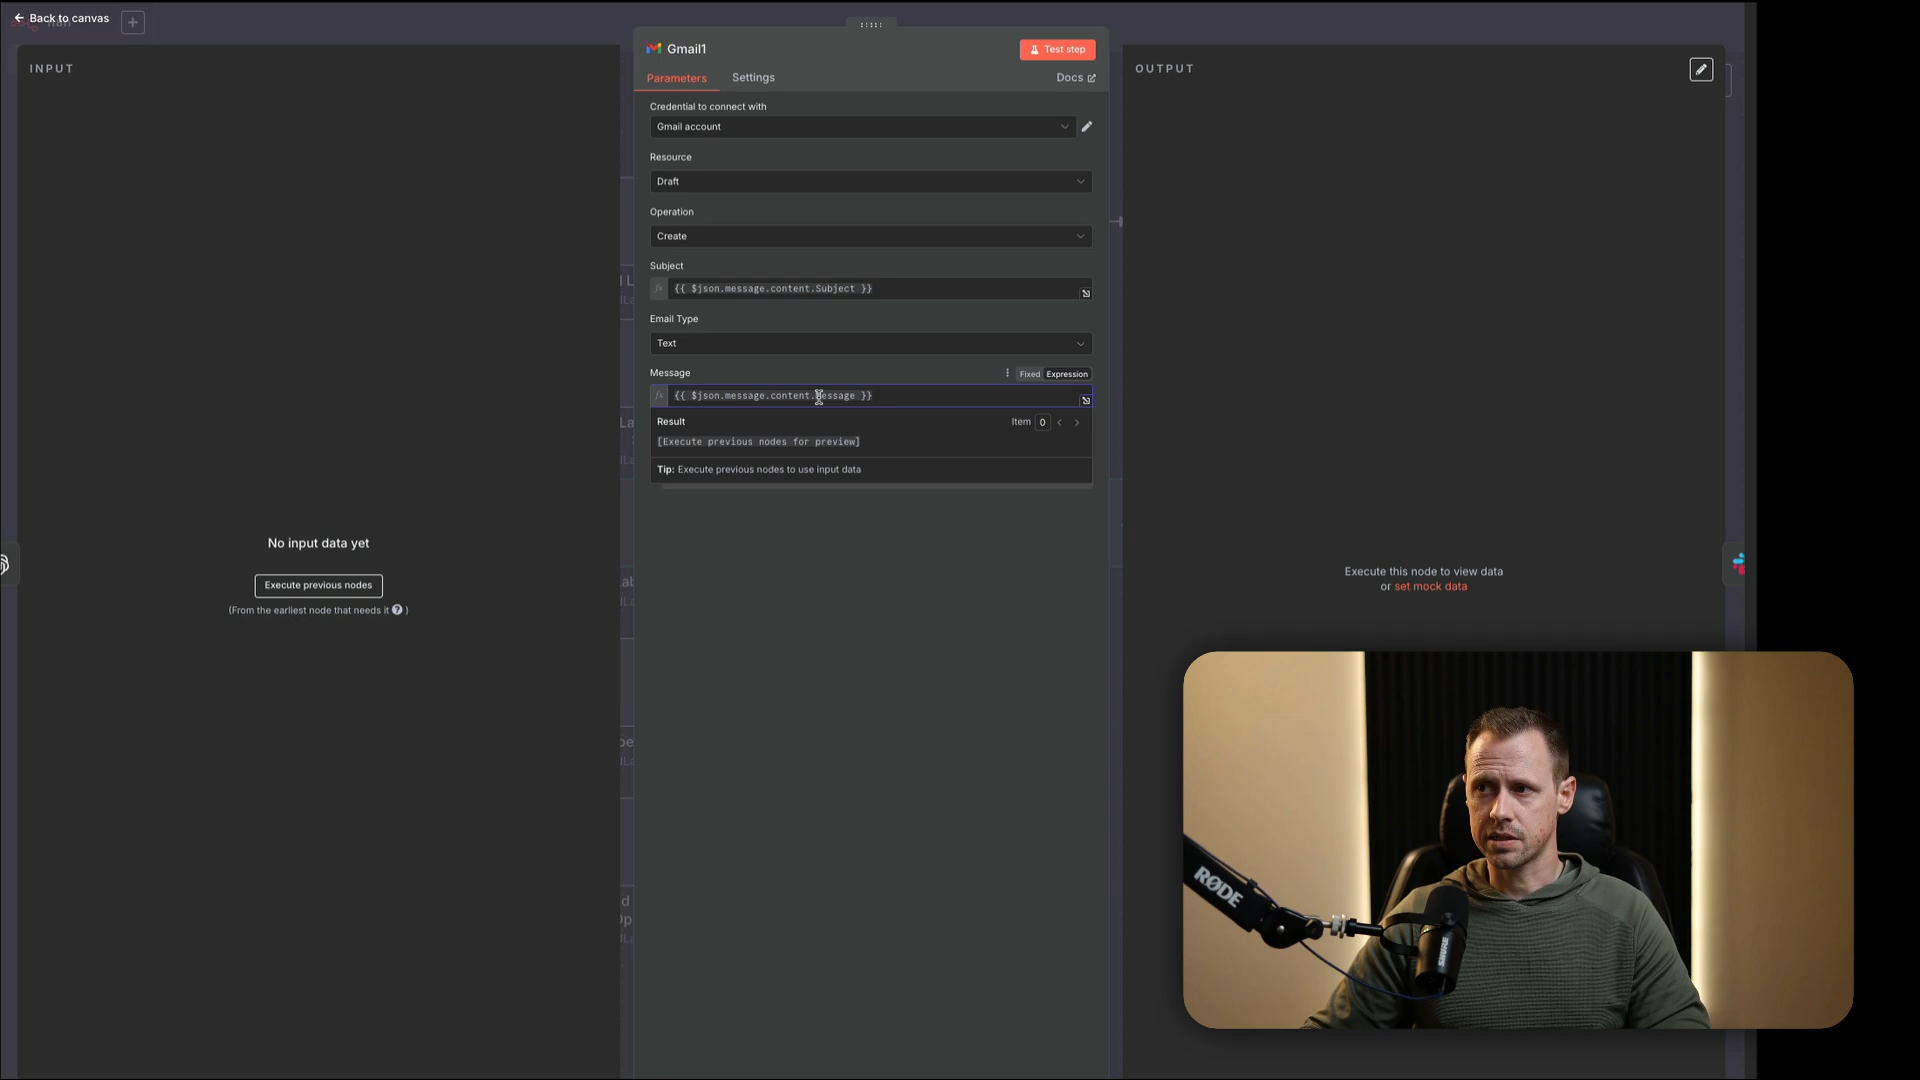 Back to canvas
INPUT
No input data yet
Execute previous nodes
(From the earliest node that needs it ? )
Gmail1
Test step
Parameters
Settings
Docs
Credential to connect with
Gmail account
Resource
Draft
Operation
Create
Subject
fx {{ $json.message.content.Subject }}
Email Type
Text
Message
Fixed Expression
fx {{ $json.message.content.Message }}
Result
Item 0
[Execute previous nodes for preview]
Tip: Execute previous nodes to use input data
OUTPUT
Execute this node to view data
or set mock data
RØDE
SHURE